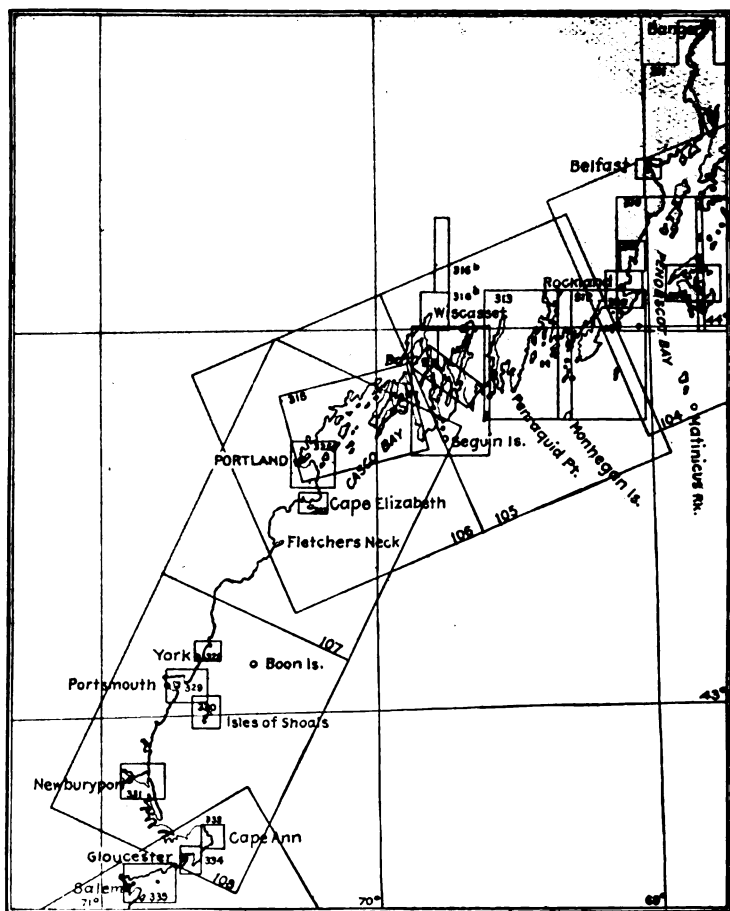 Bangor
Belfast
PENOBSCOT BAY
316b
316b
313
Rockland
Wiscasset
44°
315
104
CASCO BAY
Seguin Is.
Pemaquid Pt.
Monhegan Is.
Matinicus Rk.
PORTLAND
Cape Elizabeth
106
105
Fletchers Neck
107
York
Boon Is.
Portsmouth
329
330
43°
Isles of Shoals
Newburyport
331
Cape Ann
Gloucester
334
108
Salem
335
71°
70°